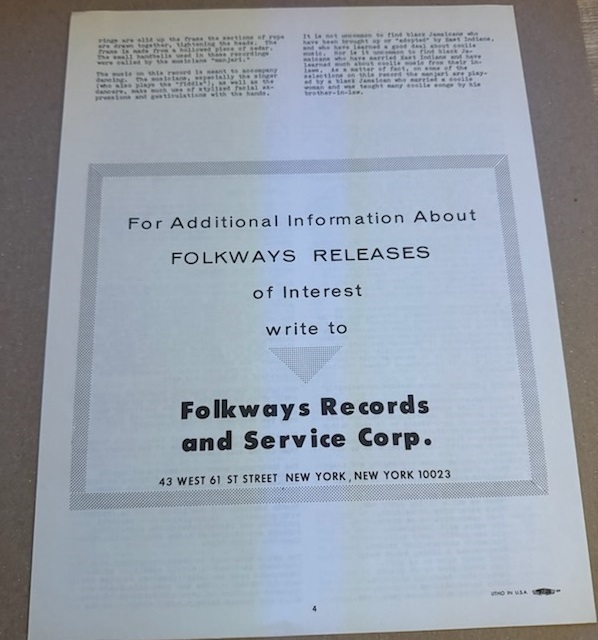 rings are slid up the frame the sections of rope
are drawn together, tightening the heads. The
frame is made from a hollowed piece of cedar.
The small handbells used in these recordings
were called by the musicians "manjari."
The music on this record is meant to accompany
dancing. The musicians, especially the singer
(who also plays the as well as the
dancers, make much use of stylized facial ex-
pressions and gesticulations with the hands.
It is not uncommon to find black Jamaicans who
have been brought up or "adopted" by East Indians,
and who have learned a good deal about coolie
music. Nor is it uncommon to find black Ja-
maicans who have married East Indians and have
learned much about coolie music from their in-
laws. As a matter of fact, on some of the
selections on this record the manjari are play-
ed by a black Jamaican who married a coolie
woman and was taught many coolie songs by his
brother-in-law.
For Additional Information About
FOLKWAYS RELEASES
of Interest
write to
Folkways Records
and Service Corp.
43 WEST 61 ST STREET NEW YORK, NEW YORK 10023
LITHO IN U.S.A.
4